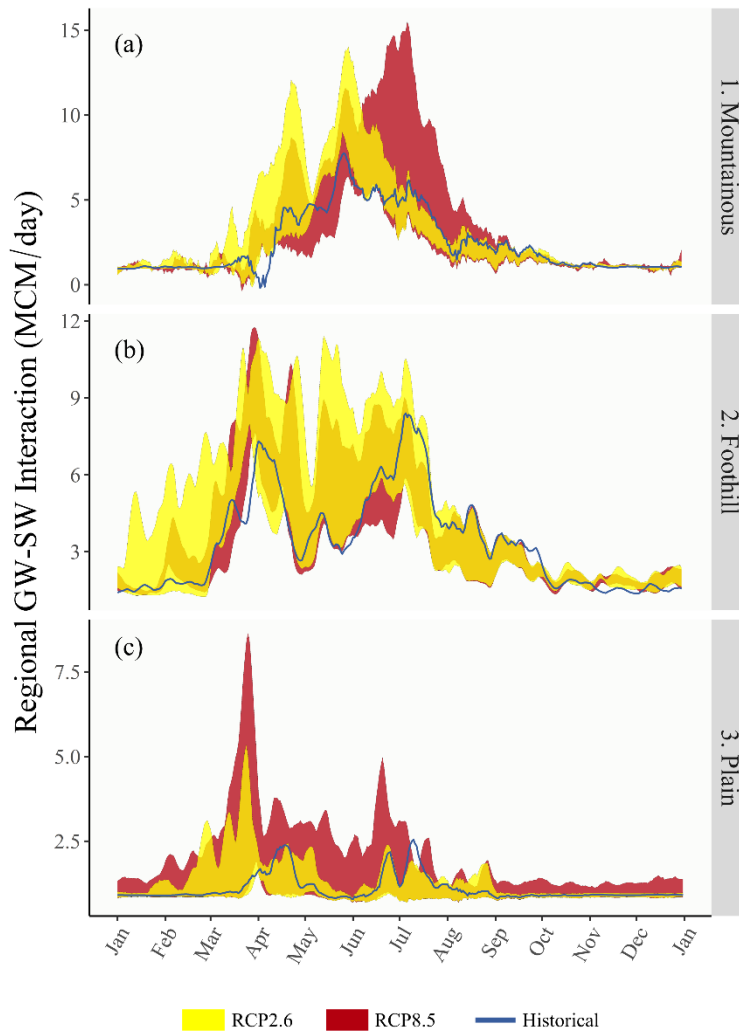 Regional GW-SW Interaction (MCM/day)
(a)
15
10
5
0
1. Mountainous
(b)
12
9
6
3
2. Foothill
(c)
7.5
5.0
2.5
3. Plain
Jan Feb Mar Apr May Jun Jul Aug Sep Oct Nov Dec Jan
RCP2.6 RCP8.5 Historical